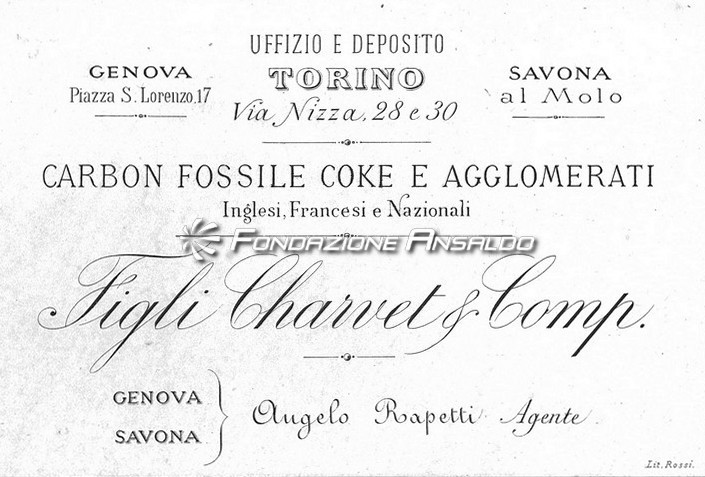 UFFIZIO E DEPOSITO
TORINO
Via Nizza, 28 e 30
GENOVA
Piazza S. Lorenzo, 17
SAVONA
al Molo
CARBON FOSSILE COKE E AGGLOMERATI
Inglesi, Francesi e Nazionali
FONDAZIONE ANSALDO
Figli Charvet & Comp.
GENOVA
SAVONA
Angelo Rapetti Agente
Lit. Rossi.